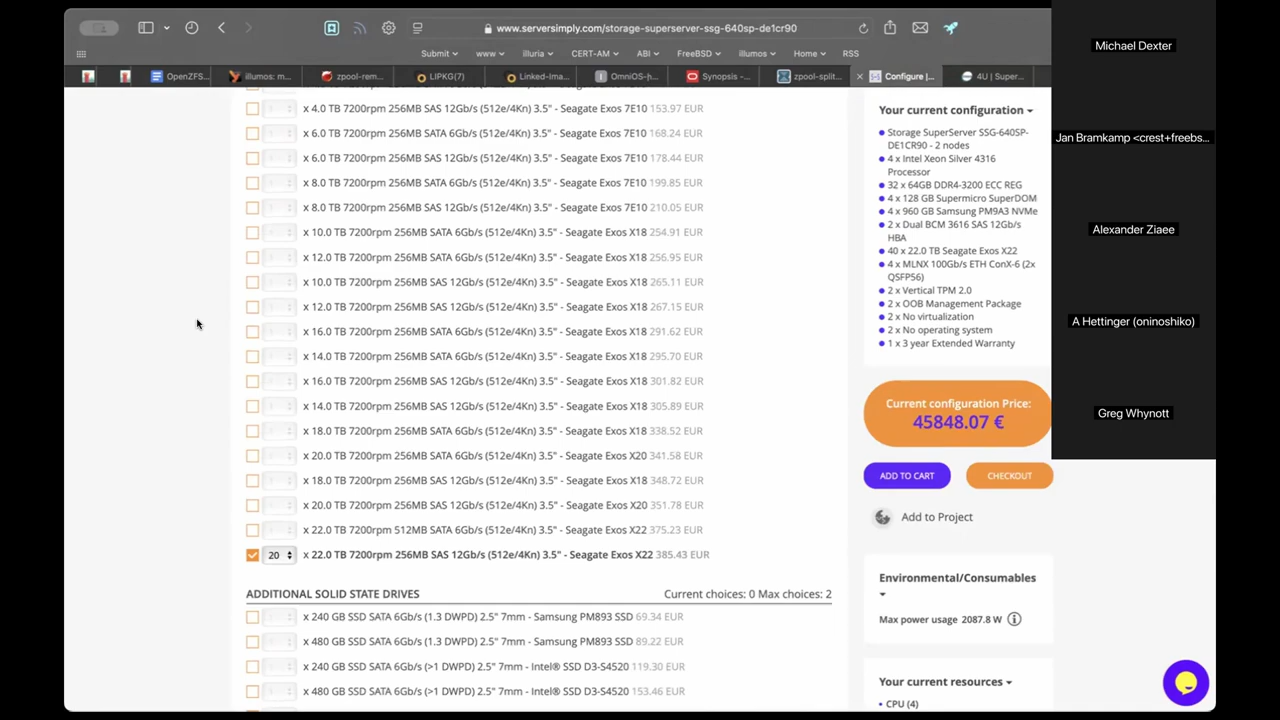 www.serversimply.com/storage-superserver-ssg-640sp-de1cr90
Submit www illuria CERT-AM ABI FreeBSD illumos Home RSS
OpenZFS... illumos: m... zpool-rem... LIPKG(7) Linked-Ima... OmniOS-... Synopsis -... zpool-split... Configure |... 4U | Super...
x 4.0 TB 7200rpm 256MB SAS 12Gb/s (512e/4Kn) 3.5" - Seagate Exos 7E10 153.97 EUR
x 6.0 TB 7200rpm 256MB SATA 6Gb/s (512e/4Kn) 3.5" - Seagate Exos 7E10 168.24 EUR
x 6.0 TB 7200rpm 256MB SAS 12Gb/s (512e/4Kn) 3.5" - Seagate Exos 7E10 178.44 EUR
x 8.0 TB 7200rpm 256MB SATA 6Gb/s (512e/4Kn) 3.5" - Seagate Exos 7E10 199.85 EUR
x 8.0 TB 7200rpm 256MB SAS 12Gb/s (512e/4Kn) 3.5" - Seagate Exos 7E10 210.05 EUR
x 10.0 TB 7200rpm 256MB SATA 6Gb/s (512e/4Kn) 3.5" - Seagate Exos X18 254.91 EUR
x 12.0 TB 7200rpm 256MB SATA 6Gb/s (512e/4Kn) 3.5" - Seagate Exos X18 256.95 EUR
x 10.0 TB 7200rpm 256MB SAS 12Gb/s (512e/4Kn) 3.5" - Seagate Exos X18 265.11 EUR
x 12.0 TB 7200rpm 256MB SAS 12Gb/s (512e/4Kn) 3.5" - Seagate Exos X18 267.15 EUR
x 16.0 TB 7200rpm 256MB SATA 6Gb/s (512e/4Kn) 3.5" - Seagate Exos X18 291.62 EUR
x 14.0 TB 7200rpm 256MB SATA 6Gb/s (512e/4Kn) 3.5" - Seagate Exos X18 295.70 EUR
x 16.0 TB 7200rpm 256MB SAS 12Gb/s (512e/4Kn) 3.5" - Seagate Exos X18 301.82 EUR
x 14.0 TB 7200rpm 256MB SAS 12Gb/s (512e/4Kn) 3.5" - Seagate Exos X18 305.89 EUR
x 18.0 TB 7200rpm 256MB SATA 6Gb/s (512e/4Kn) 3.5" - Seagate Exos X18 338.52 EUR
x 20.0 TB 7200rpm 256MB SATA 6Gb/s (512e/4Kn) 3.5" - Seagate Exos X20 341.58 EUR
x 18.0 TB 7200rpm 256MB SAS 12Gb/s (512e/4Kn) 3.5" - Seagate Exos X18 348.72 EUR
x 20.0 TB 7200rpm 256MB SAS 12Gb/s (512e/4Kn) 3.5" - Seagate Exos X20 351.78 EUR
x 22.0 TB 7200rpm 512MB SATA 6Gb/s (512e/4Kn) 3.5" - Seagate Exos X22 375.23 EUR
20 x 22.0 TB 7200rpm 256MB SAS 12Gb/s (512e/4Kn) 3.5" - Seagate Exos X22 385.43 EUR
ADDITIONAL SOLID STATE DRIVES Current choices: 0 Max choices: 2
x 240 GB SSD SATA 6Gb/s (1.3 DWPD) 2.5" 7mm - Samsung PM893 SSD 69.34 EUR
x 480 GB SSD SATA 6Gb/s (1.3 DWPD) 2.5" 7mm - Samsung PM893 SSD 89.22 EUR
x 240 GB SSD SATA 6Gb/s (>1 DWPD) 2.5" 7mm - Intel® SSD D3-S4520 119.30 EUR
x 480 GB SSD SATA 6Gb/s (>1 DWPD) 2.5" 7mm - Intel® SSD D3-S4520 153.46 EUR
Your current configuration
Storage SuperServer SSG-640SP-
DE1CR90 - 2 nodes
4 x Intel Xeon Silver 4316
Processor
32 x 64GB DDR4-3200 ECC REG
4 x 128 GB Supermicro SuperDOM
4 x 960 GB Samsung PM9A3 NVMe
2 x Dual BCM 3616 SAS 12Gb/s
HBA
40 x 22.0 TB Seagate Exos X22
4 x MLNX 100Gb/s ETH ConX-6 (2x
QSFP56)
2 x Vertical TPM 2.0
2 x OOB Management Package
2 x No virtualization
2 x No operating system
1 x 3 year Extended Warranty
Current configuration Price:
45848.07 €
ADD TO CART CHECKOUT
Add to Project
Environmental/Consumables
Max power usage 2087.8 W
Your current resources
CPU (4)
Michael Dexter
Jan Bramkamp <crest+freebs...
Alexander Ziaee
A Hettinger (oninoshiko)
Greg Whynott